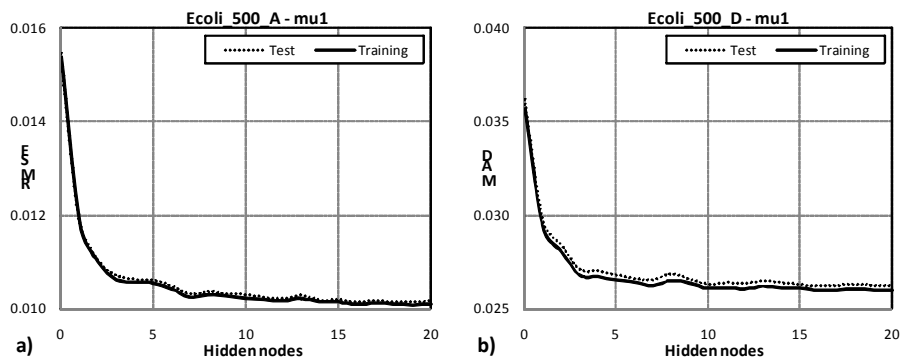 Ecoli_500_A - mu1
0.016
0.014
0.012
0.010
RMSE
Test
Training
0
5
10
15
20
Hidden nodes
a)
Ecoli_500_D - mu1
0.040
0.035
0.030
0.025
MAD
Test
Training
0
5
10
15
20
Hidden nodes
b)